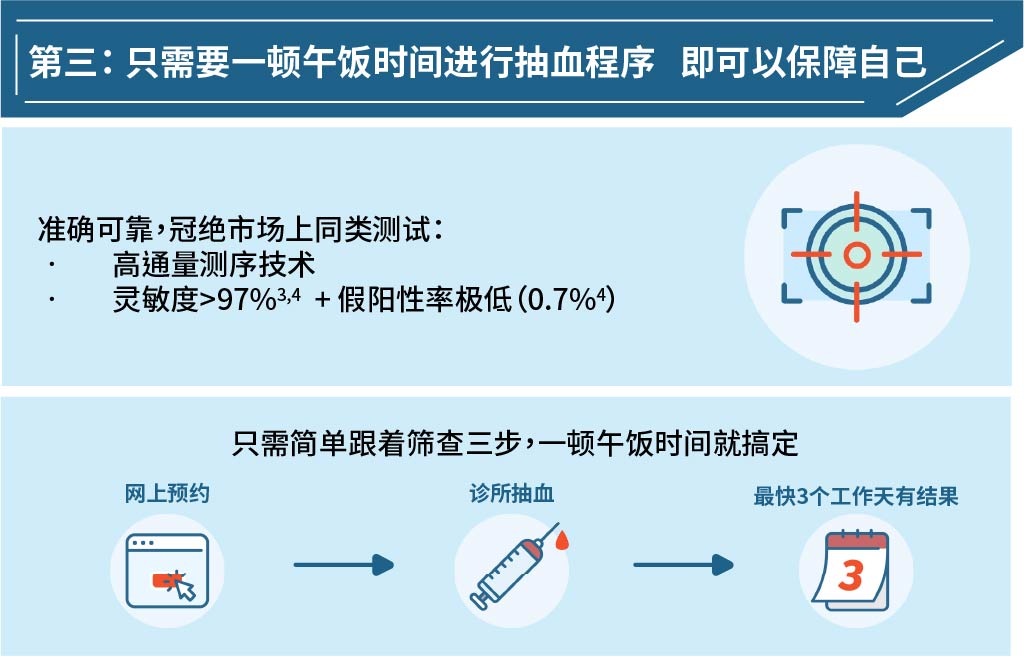 第三：只需要一顿午饭时间进行抽血程序 即可以保障自己
准确可靠，冠绝市场上同类测试：
· 高通量测序技术
· 灵敏度>97%³,⁴ + 假阳性率极低（0.7%⁴）
只需简单跟着筛查三步，一顿午饭时间就搞定
网上预约
诊所抽血
最快3个工作天有结果
3